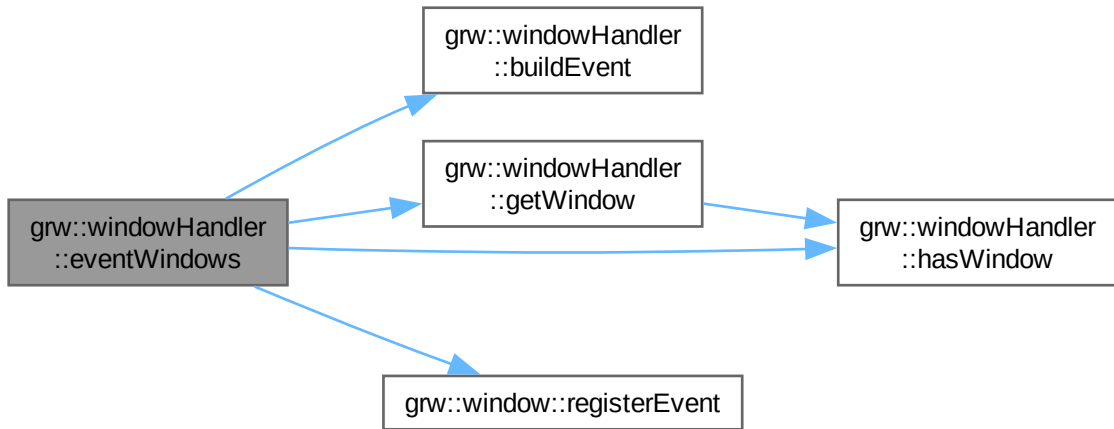 grw::windowHandler
::buildEvent
grw::windowHandler
::getWindow
grw::windowHandler
::eventWindows
grw::windowHandler
::hasWindow
grw::window::registerEvent